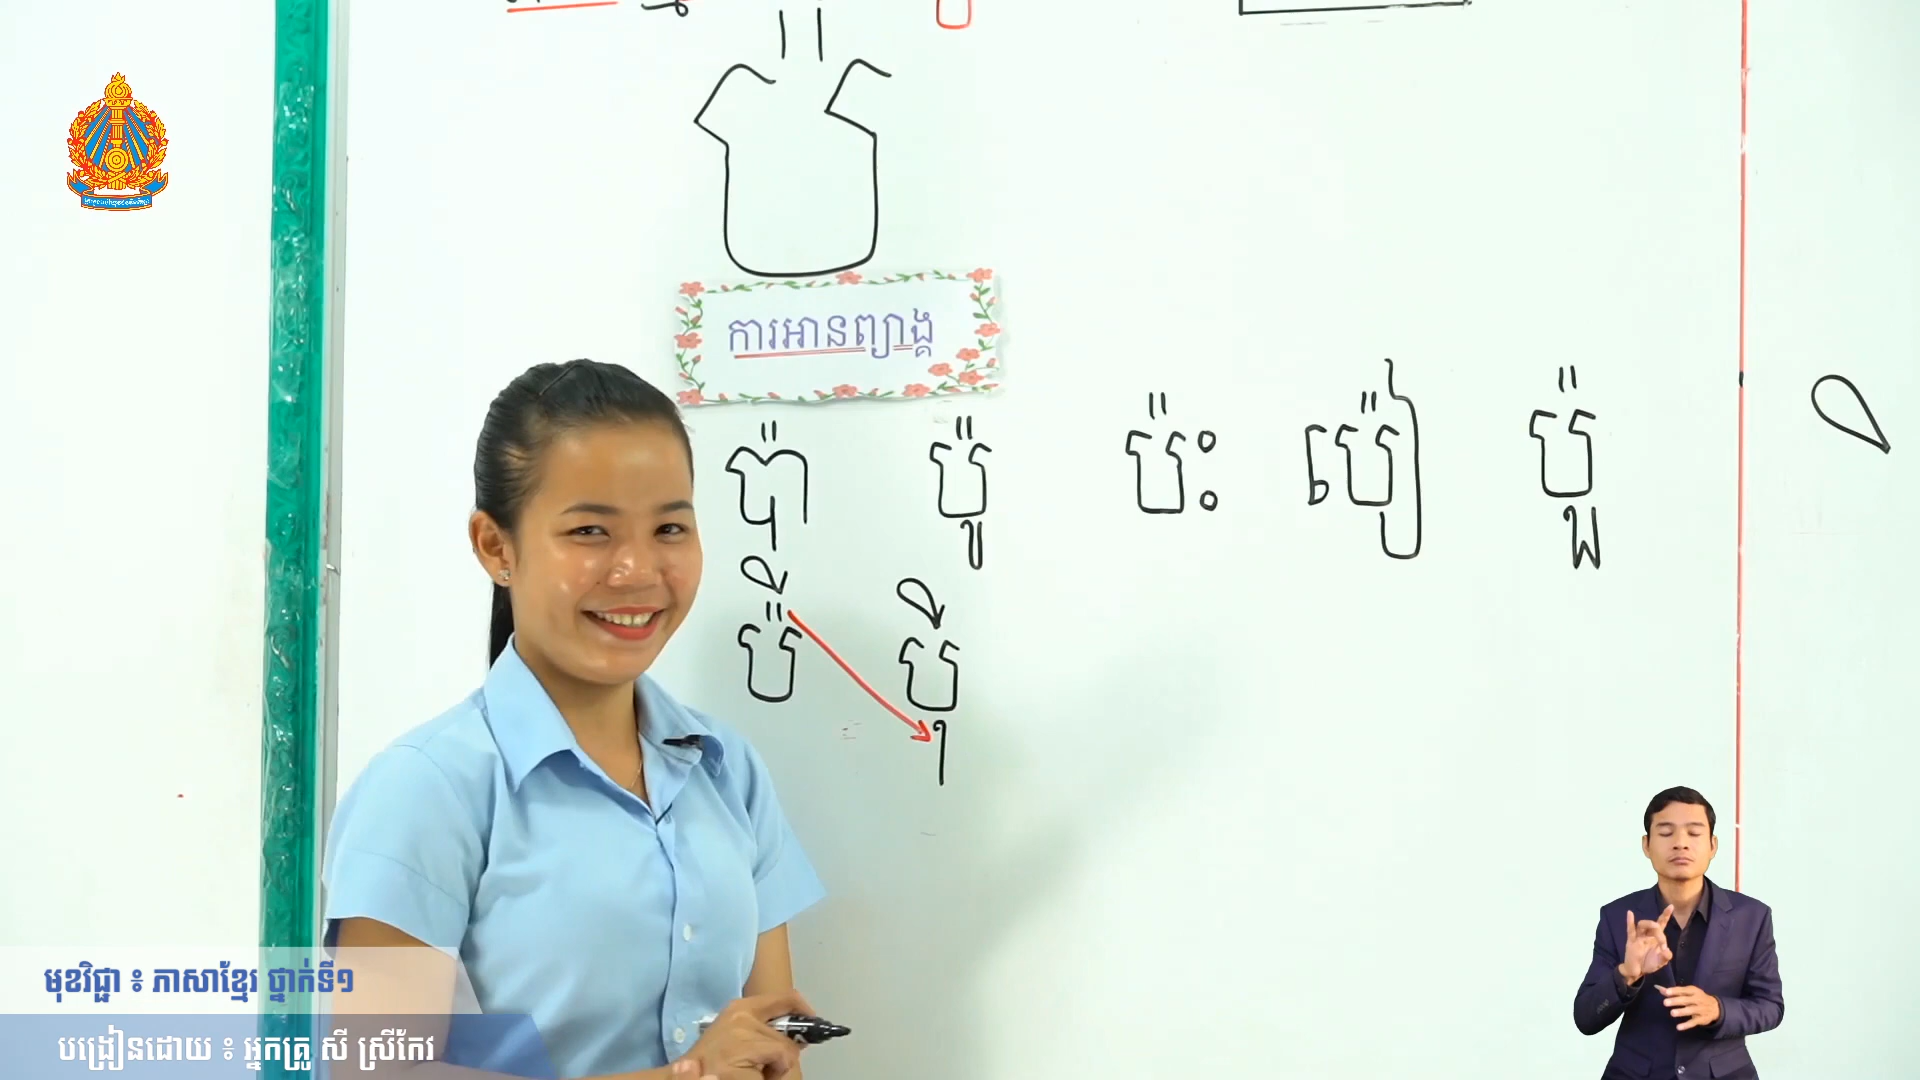 ប៉
ការអានព្យាង្គ
ប៉ា ប៉ូ ប៉ះ ប៉ៀ ប៉ួ
ប៉ី ប៊ី
មុខវិជ្ជា ៖ ភាសាខ្មែរ ថ្នាក់ទី១
បង្រៀនដោយ ៖ អ្នកគ្រូ សី ស្រីកែវ